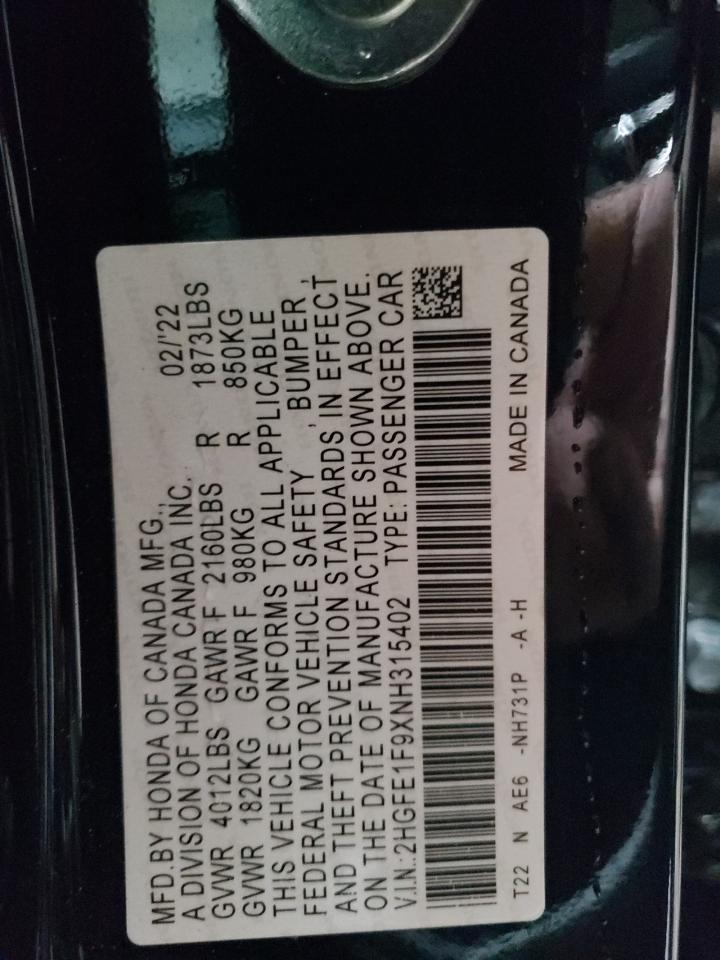 MFD.BY HONDA OF CANADA MFG., 02/'22
A DIVISION OF HONDA CANADA INC.
GVWR 4012LBS GAWR F 2160LBS R 1873LBS
GVWR 1820KG GAWR F 980KG R 850KG
THIS VEHICLE CONFORMS TO ALL APPLICABLE
FEDERAL MOTOR VEHICLE SAFETY , BUMPER ,
AND THEFT PREVENTION STANDARDS IN EFFECT
ON THE DATE OF MANUFACTURE SHOWN ABOVE.
V.I.N.:2HGFE1F9XNH315402 TYPE: PASSENGER CAR
T22 N AE6 -NH731P -A -H MADE IN CANADA